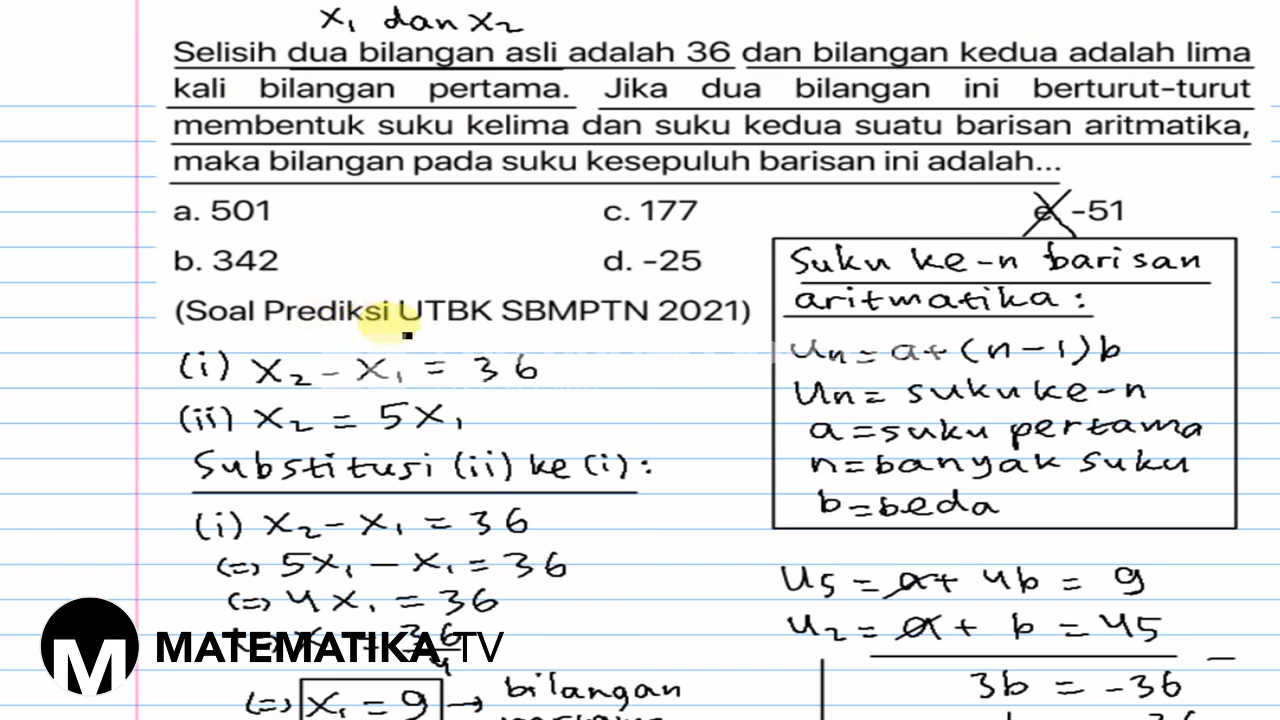 x₁ dan x₂
Selisih dua bilangan asli adalah 36 dan bilangan kedua adalah lima
kali bilangan pertama. Jika dua bilangan ini berturut-turut
membentuk suku kelima dan suku kedua suatu barisan aritmatika,
maka bilangan pada suku kesepuluh barisan ini adalah...
a. 501 c. 177 e. -51
b. 342 d. -25
(Soal Prediksi UTBK SBMPTN 2021)
(i) x₂ - x₁ = 36
(ii) x₂ = 5x₁
Substitusi (ii) ke (i):
(i) x₂ - x₁ = 36
(=) 5x₁ - x₁ = 36
(=) 4x₁ = 36
(=) x₁ = 36/4
(=) x₁ = 9 → bilangan
Suku ke-n barisan
aritmatika:
Un = a+ (n-1)b
Un = suku ke-n
a = suku pertama
n = banyak suku
b = beda
U5 = a+ 4b = 9
U2 = a+ b = 45
3b = -36
MATEMATIKA TV